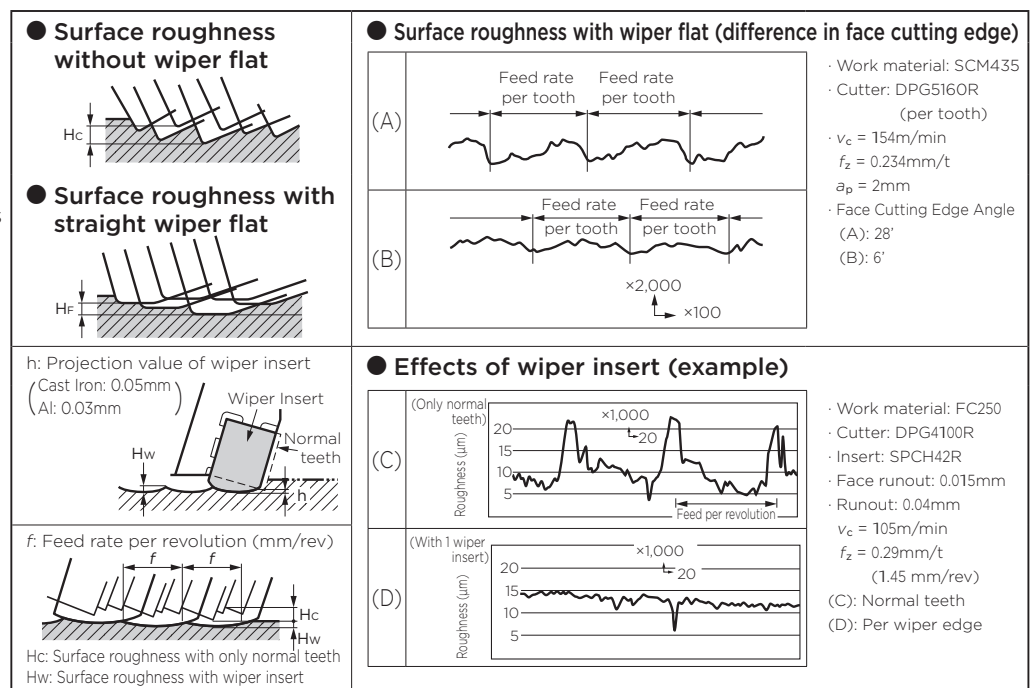 ● Surface roughness
without wiper flat
Hc
● Surface roughness with
straight wiper flat
HF
h: Projection value of wiper insert
(Cast Iron: 0.05mm
Al: 0.03mm)
Wiper Insert
Normal
teeth
Hw
h
f: Feed rate per revolution (mm/rev)
f
f
Hc
Hw
Hc: Surface roughness with only normal teeth
Hw: Surface roughness with wiper insert
● Surface roughness with wiper flat (difference in face cutting edge)
(A)
Feed rate
per tooth
Feed rate
per tooth
(B)
Feed rate
per tooth
Feed rate
per tooth
×2,000
×100
· Work material: SCM435
· Cutter: DPG5160R
(per tooth)
· vc = 154m/min
fz = 0.234mm/t
ap = 2mm
· Face Cutting Edge Angle
(A): 28'
(B): 6'
● Effects of wiper insert (example)
(C)
(Only normal
teeth)
×1,000
20
Roughness (μm)
20
15
10
5
Feed per revolution
(D)
(With 1 wiper
insert)
×1,000
20
Roughness (μm)
20
15
10
5
· Work material: FC250
· Cutter: DPG4100R
· Insert: SPCH42R
· Face runout: 0.015mm
· Runout: 0.04mm
vc = 105m/min
fz = 0.29mm/t
(1.45 mm/rev)
(C): Normal teeth
(D): Per wiper edge